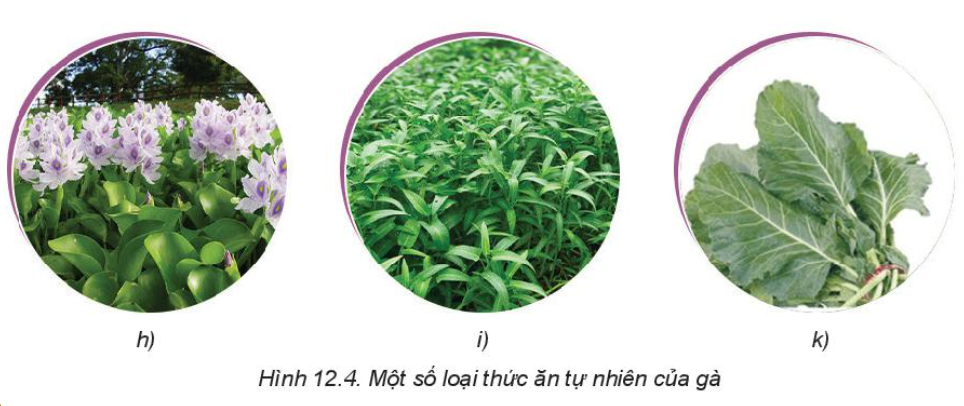 h)
i)
k)
Hình 12.4. Một số loại thức ăn tự nhiên của gà